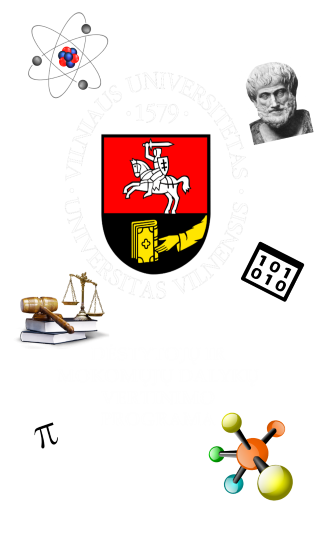 VILNIAUS UNIVERSITETAS
· 1579 ·
UNIVERSITAS VILNENSIS
101
010
π